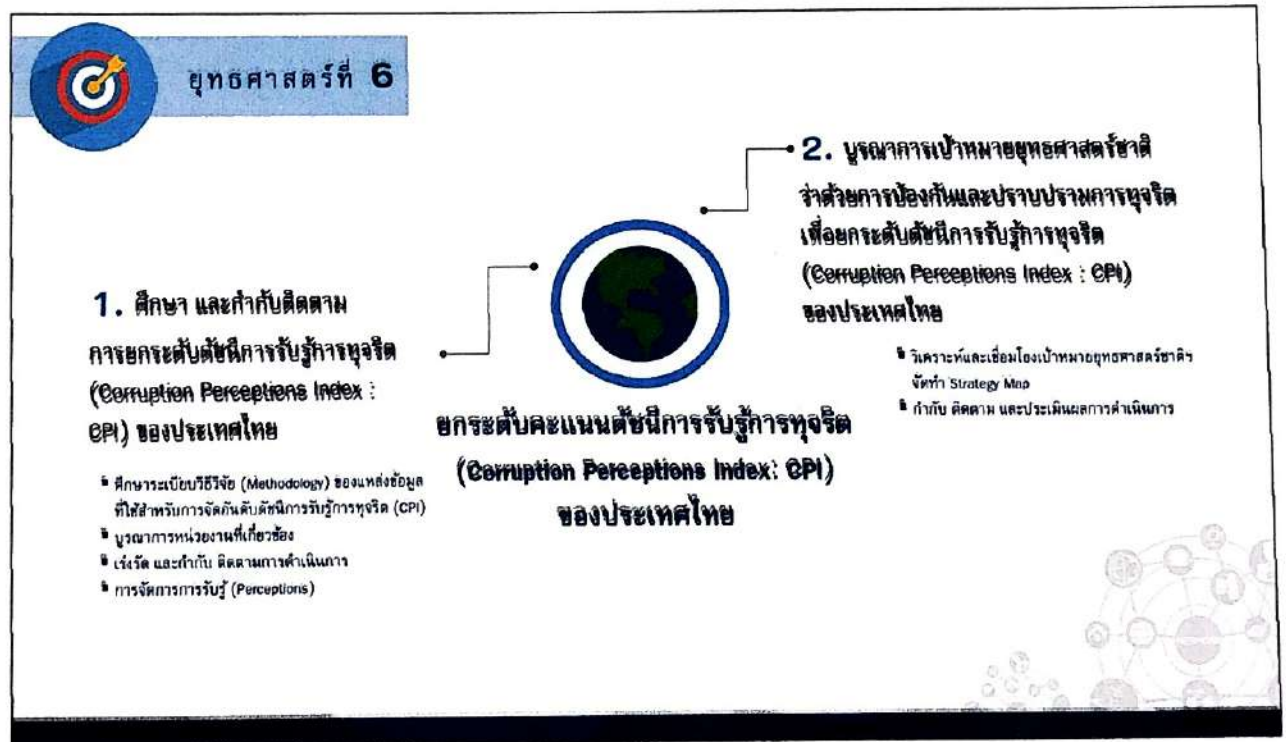 ยุทธศาสตร์ที่ 6
1. ศึกษา และกำกับติดตาม
การยกระดับดัชนีการรับรู้การทุจริต
(Corruption Perceptions Index :
CPI) ของประเทศไทย
▪ ศึกษาระเบียบวิธีวิจัย (Methodology) ของแหล่งข้อมูล
ที่ใช้สำหรับการจัดอันดับดัชนีการรับรู้การทุจริต (CPI)
▪ บูรณาการหน่วยงานที่เกี่ยวข้อง
▪ เร่งรัด และกำกับ ติดตามการดำเนินการ
▪ การจัดการการรับรู้ (Perceptions)
ยกระดับคะแนนดัชนีการรับรู้การทุจริต
(Corruption Perceptions Index: CPI)
ของประเทศไทย
2. บูรณาการเป้าหมายยุทธศาสตร์ชาติ
ว่าด้วยการป้องกันและปราบปรามการทุจริต
เพื่อยกระดับดัชนีการรับรู้การทุจริต
(Corruption Perceptions Index : CPI)
ของประเทศไทย
▪ วิเคราะห์และเชื่อมโยงเป้าหมายยุทธศาสตร์ชาติฯ
จัดทำ Strategy Map
▪ กำกับ ติดตาม และประเมินผลการดำเนินการ